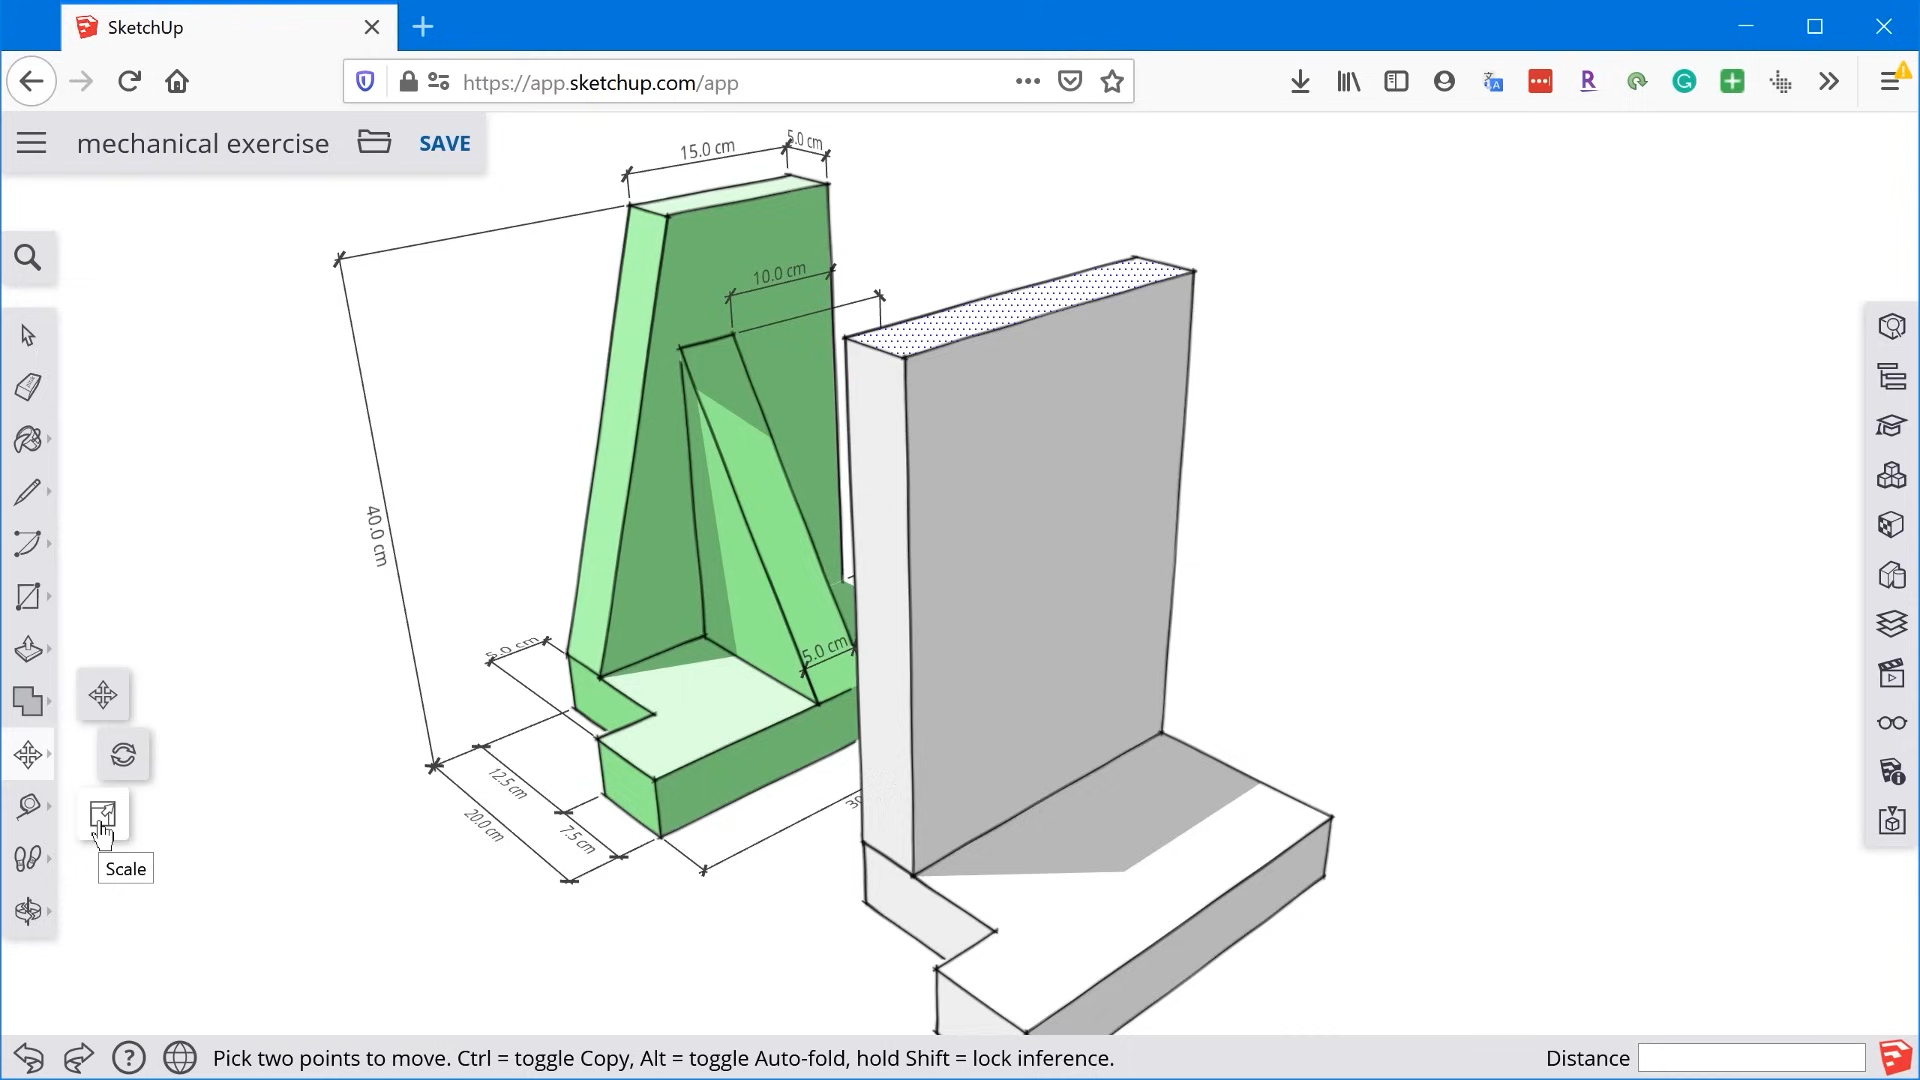 SketchUp
https://app.sketchup.com/app
mechanical exercise
SAVE
15.0 cm
5.0 cm
10.0 cm
40.0 cm
5.0 cm
5.0 cm
12.5 cm
20.0 cm
7.5 cm
Scale
Pick two points to move. Ctrl = toggle Copy, Alt = toggle Auto-fold, hold Shift = lock inference.
Distance